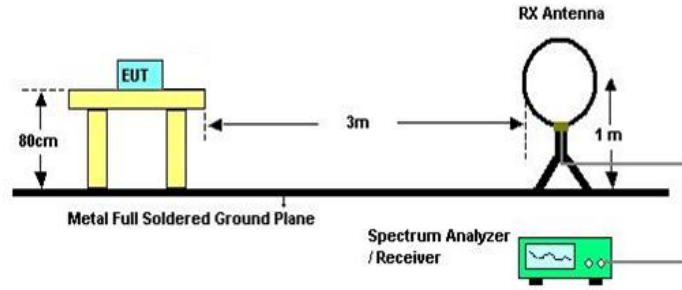 RX Antenna
EUT
3m
80cm
1 m
Metal Full Soldered Ground Plane
Spectrum Analyzer
/ Receiver